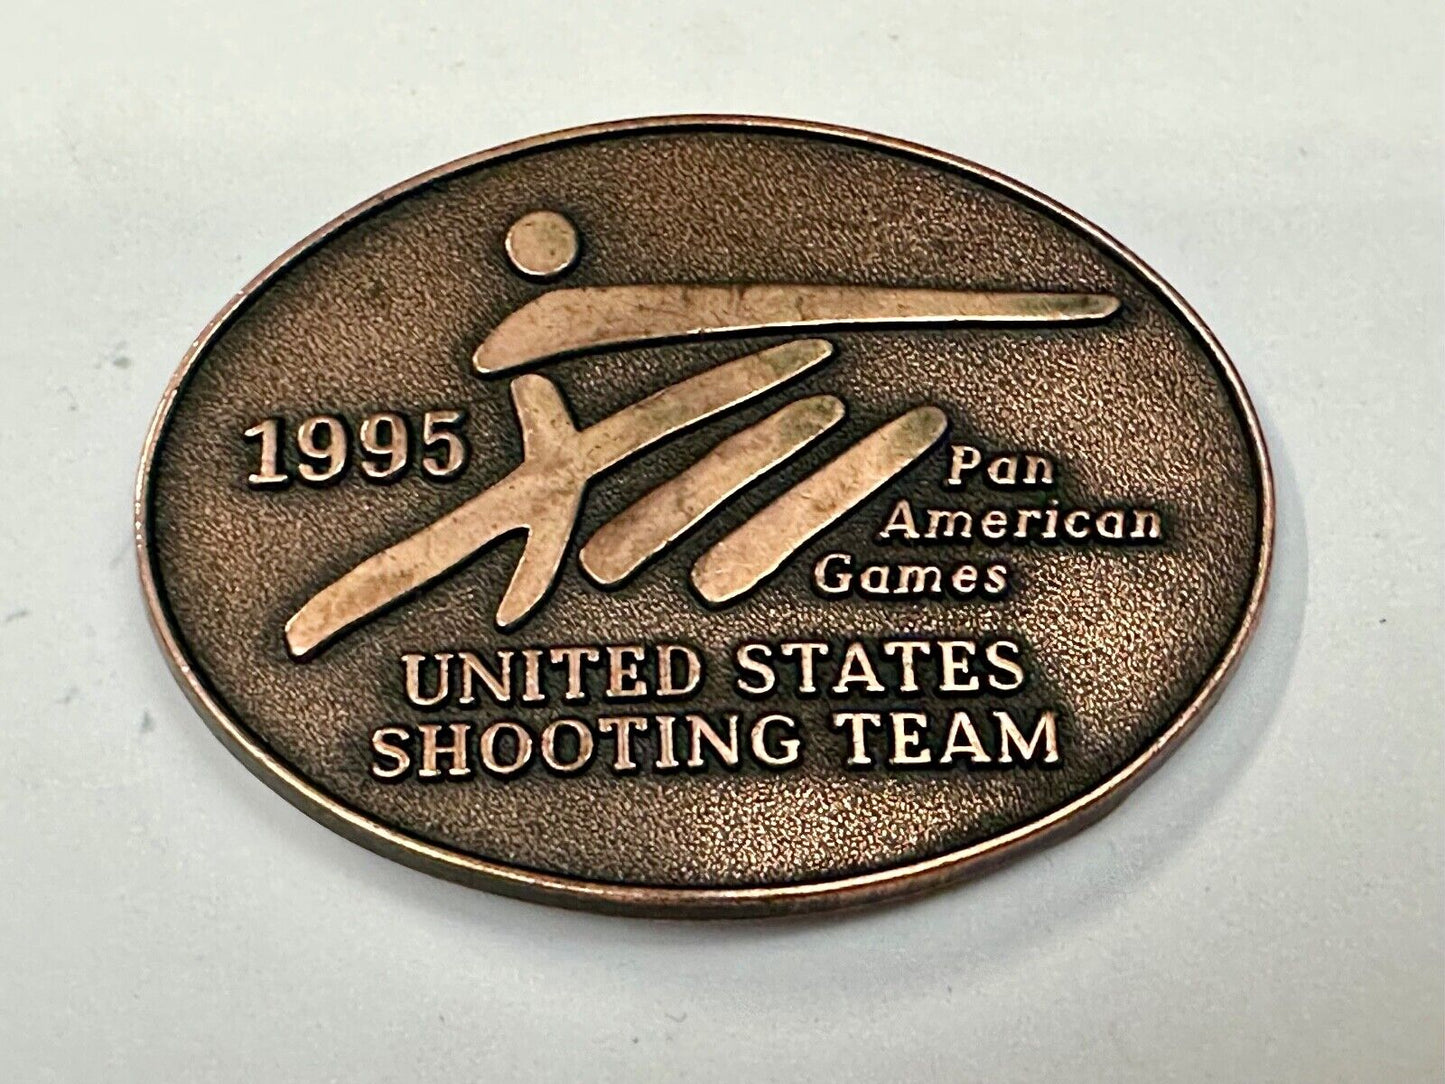 1995
Pan
American
Games
UNITED STATES
SHOOTING TEAM